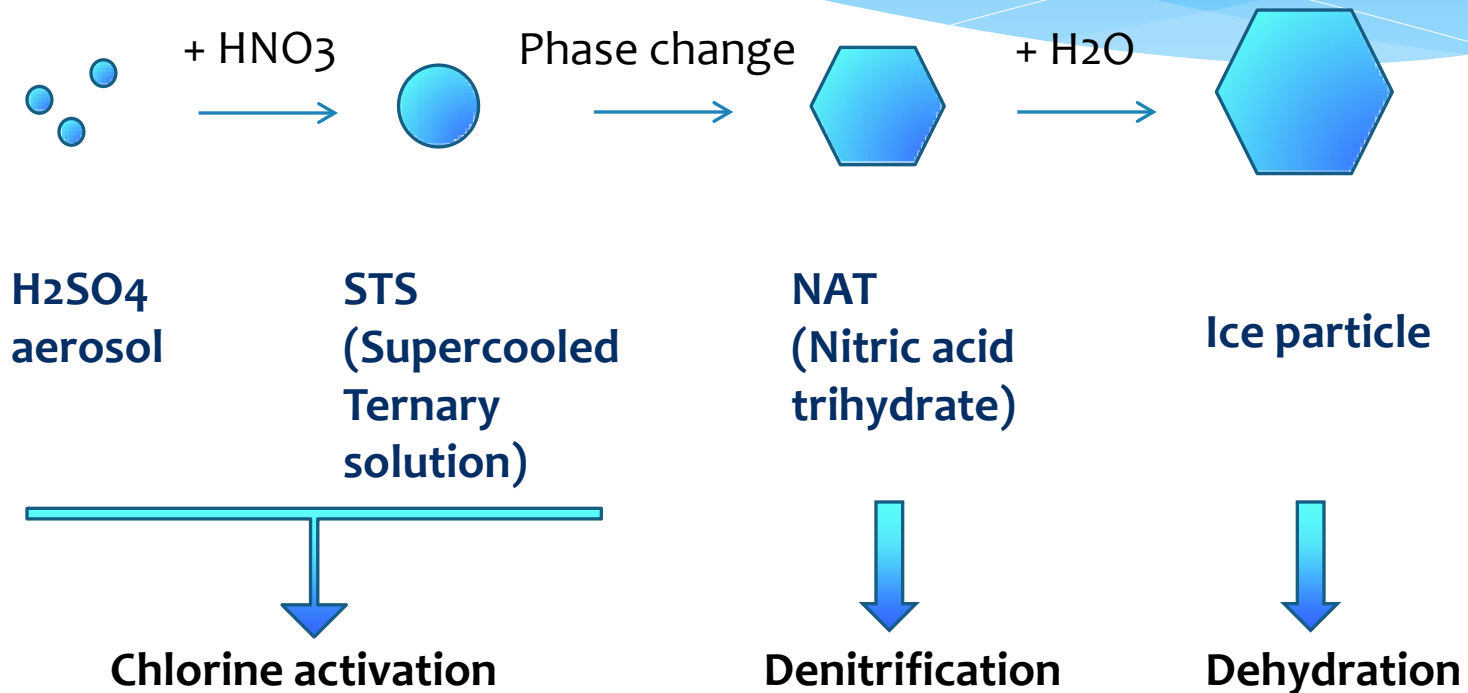 + HNO3
Phase change
+ H2O
H2SO4
aerosol
STS
(Supercooled
Ternary
solution)
NAT
(Nitric acid
trihydrate)
Ice particle
Chlorine activation
Denitrification
Dehydration